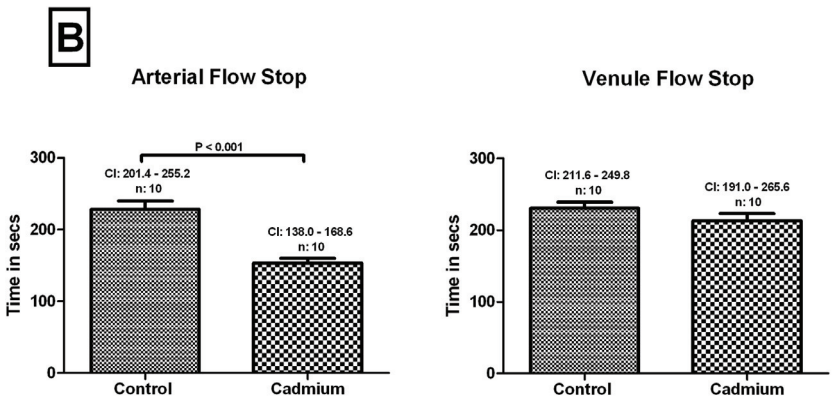 B
Arterial Flow Stop
P < 0.001
300
CI: 201.4 - 255.2
n: 10
CI: 138.0 - 168.6
n: 10
200
100
0
Time in secs
Control
Cadmium
Venule Flow Stop
300
CI: 211.6 - 249.8
n: 10
CI: 191.0 - 265.6
n: 10
200
100
0
Time in secs
Control
Cadmium